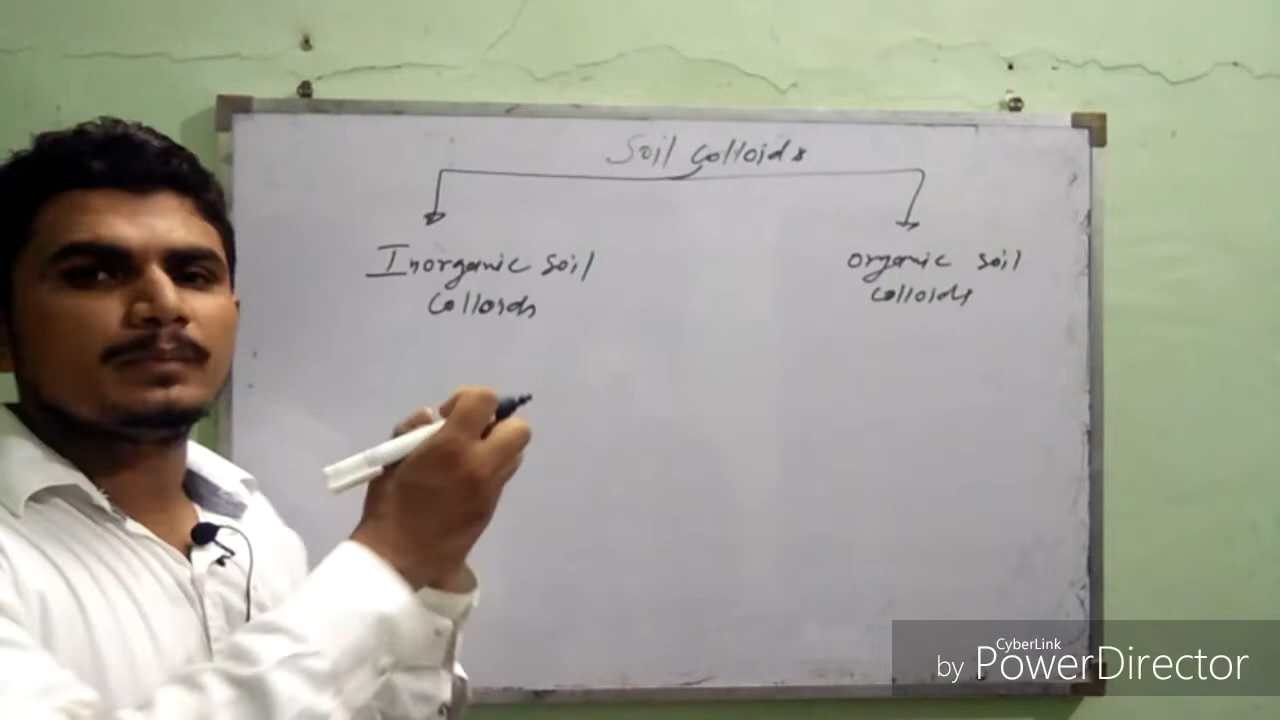 Soil Colloids
Inorganic Soil
Colloids
Organic Soil
Colloids
CyberLink
by PowerDirector